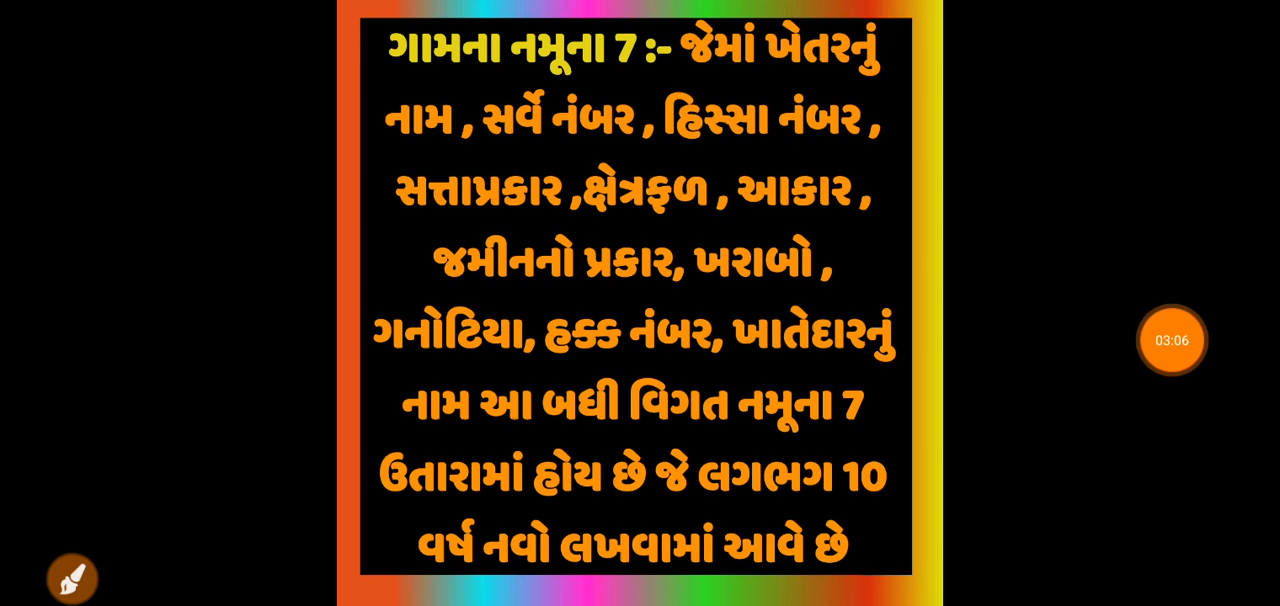 ગામના નમૂના 7 :- જેમાં ખેતરનું
નામ , સર્વે નંબર , હિસ્સા નંબર ,
સત્તાપ્રકાર ,ક્ષેત્રફળ , આકાર ,
જમીનનો પ્રકાર, ખરાબો ,
ગનોટિયા, હક્ક નંબર, ખાતેદારનું
નામ આ બધી વિગત નમૂના 7
ઉતારામાં હોય છે જે લગભગ 10
વર્ષ નવો લખવામાં આવે છે
03:06